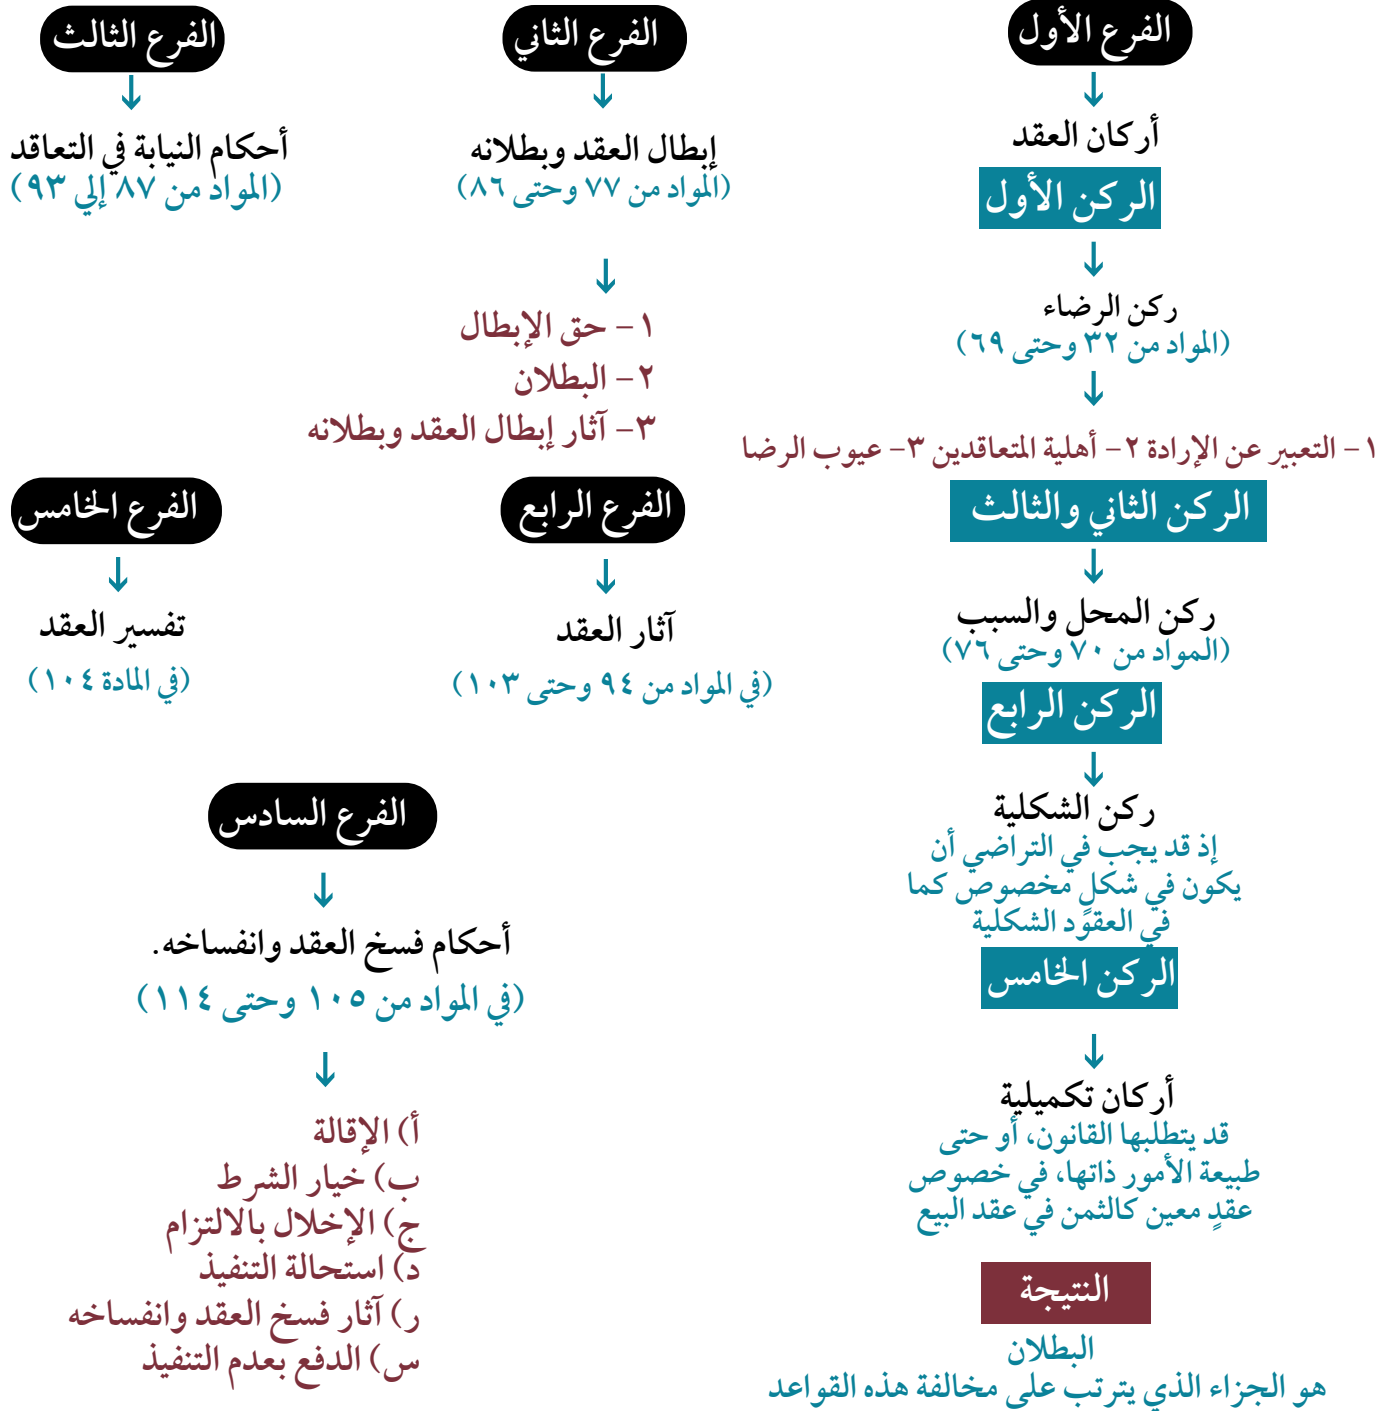 الفرع الأول
أركان العقد
الركن الأول
ركن الرضاء
(المواد من ٣٢ وحتى ٦٩)
١- التعبير عن الإرادة ٢- أهلية المتعاقدين ٣- عيوب الرضا
الركن الثاني والثالث
ركن المحل والسبب
(المواد من ٧٠ وحتى ٧٦)
الركن الرابع
ركن الشكلية
إذ قد يجب في التراضي أن
يكون في شكلٍ مخصوص كما
في العقود الشكلية
الركن الخامس
أركان تكميلية
قد يتطلبها القانون، أو حتى
طبيعة الأمور ذاتها، في خصوص
عقدٍ معين كالثمن في عقد البيع
النتيجة
البطلان
هو الجزاء الذي يترتب على مخالفة هذه القواعد
الفرع الثاني
إبطال العقد وبطلانه
(المواد من ٧٧ وحتى ٨٦)
١- حق الإبطال
٢- البطلان
٣- آثار إبطال العقد وبطلانه
الفرع الثالث
أحكام النيابة في التعاقد
(المواد من ٨٧ إلي ٩٣)
الفرع الرابع
آثار العقد
(في المواد من ٩٤ وحتى ١٠٣)
الفرع الخامس
تفسير العقد
(في المادة ١٠٤)
الفرع السادس
أحكام فسخ العقد وانفساخه.
(في المواد من ١٠٥ وحتى ١١٤)
أ) الإقالة
ب) خيار الشرط
ج) الإخلال بالالتزام
د) استحالة التنفيذ
ر) آثار فسخ العقد وانفساخه
س) الدفع بعدم التنفيذ